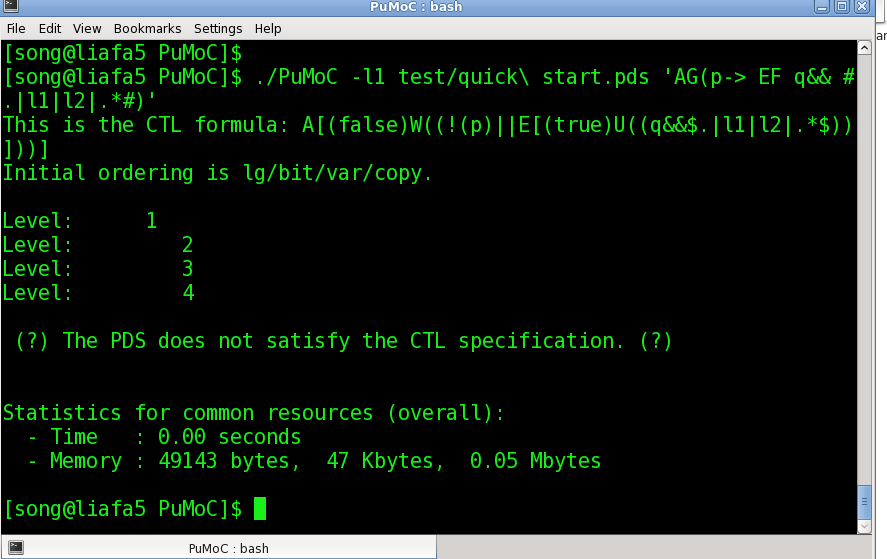 PuMoC : bash
File Edit View Bookmarks Settings Help
ar
[song@liafa5 PuMoC]$
[song@liafa5 PuMoC]$ ./PuMoC -l1 test/quick\ start.pds 'AG(p-> EF q&& #
.|l1|l2|.*#)'
This is the CTL formula: A[(false)W((!(p)||E[(true)U((q&&$.|l1|l2|.*$))
]))]
Initial ordering is lg/bit/var/copy.
Level:      1
Level:         2
Level:         3
Level:         4
(?) The PDS does not satisfy the CTL specification. (?)
Statistics for common resources (overall):
- Time   : 0.00 seconds
- Memory : 49143 bytes,  47 Kbytes,  0.05 Mbytes
[song@liafa5 PuMoC]$
PuMoC : bash